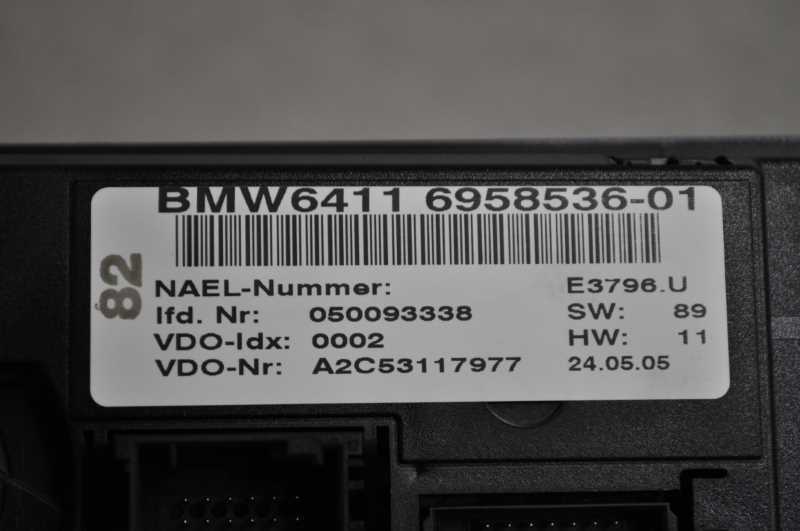 BMW6411 6958536-01
82
NAEL-Nummer: E3796.U
lfd. Nr: 050093338 SW: 89
VDO-Idx: 0002 HW: 11
VDO-Nr: A2C53117977 24.05.05